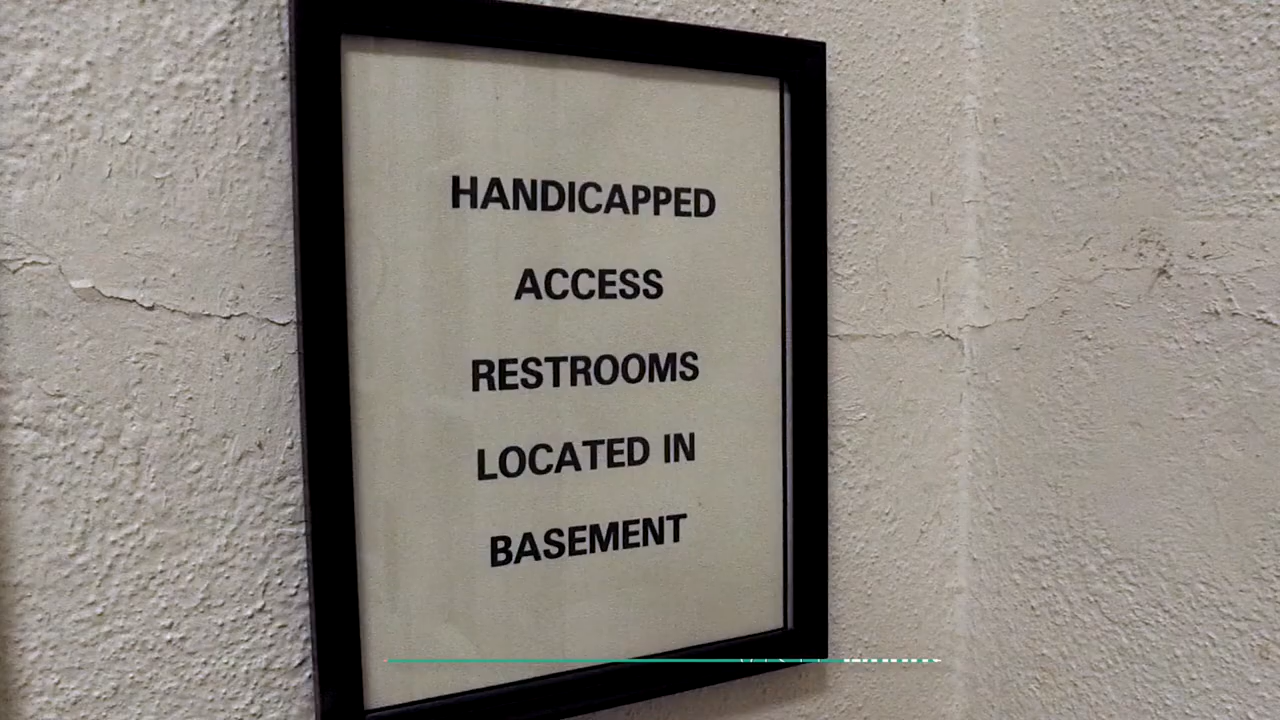 HANDICAPPED
ACCESS
RESTROOMS
LOCATED IN
BASEMENT